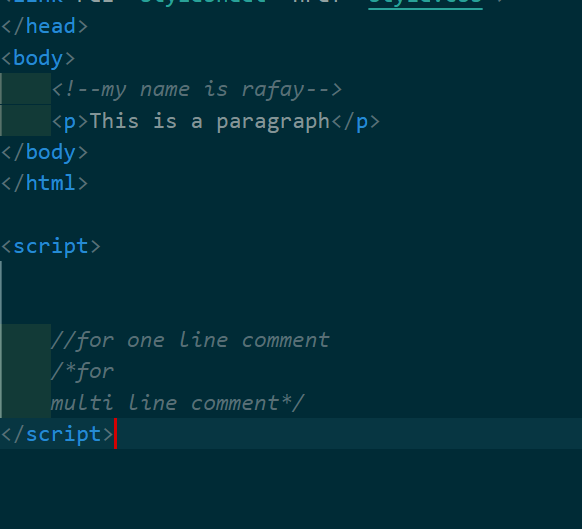 </head>
<body>
<!--my name is rafay-->
<p>This is a paragraph</p>
</body>
</html>
<script>
//for one line comment
/*for
multi line comment*/
</script>